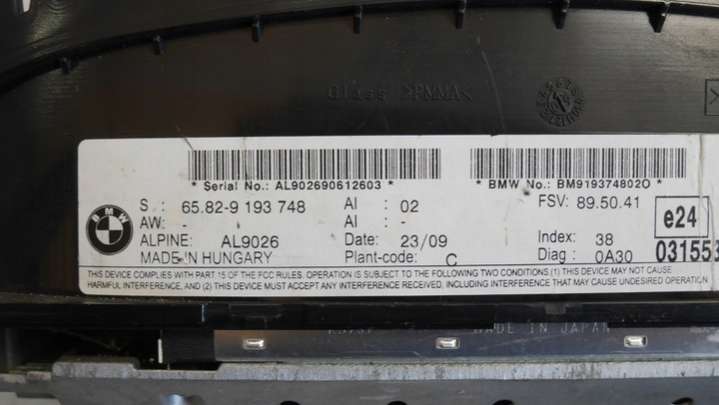 >PMMA<
* Serial No.: AL902690612603 *
* BMW No.: BM919374802O *
BMW
S : 65.82-9 193 748 AI : 02 FSV: 89.50.41
AW: - AI : - e24
ALPINE: AL9026 Date: 23/09 Index: 38
MADE IN HUNGARY Plant-code: C Diag : 0A30 031553
THIS DEVICE COMPLIES WITH PART 15 OF THE FCC RULES. OPERATION IS SUBJECT TO THE FOLLOWING TWO CONDITIONS (1) THIS DEVICE MAY NOT CAUSE
HARMFUL INTERFERENCE, AND (2) THIS DEVICE MUST ACCEPT ANY INTERFERENCE RECEIVED, INCLUDING INTERFERENCE THAT MAY CAUSE UNDESIRED OPERATION
MADE IN JAPAN